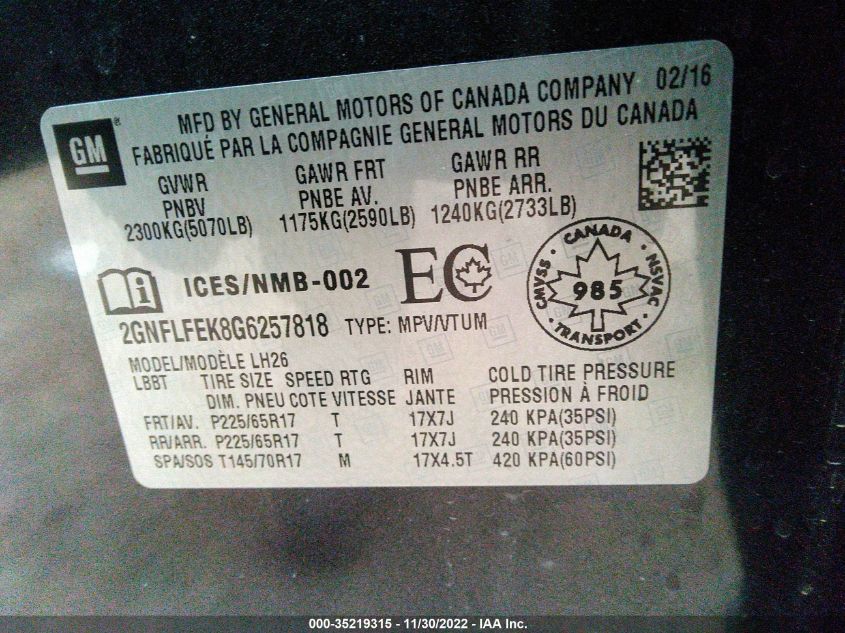 MFD BY GENERAL MOTORS OF CANADA COMPANY 02/16
FABRIQUÉ PAR LA COMPAGNIE GENERAL MOTORS DU CANADA
GM
GVWR GAWR FRT GAWR RR
PNBV PNBE AV. PNBE ARR.
2300KG(5070LB) 1175KG(2590LB) 1240KG(2733LB)
ICES/NMB-002 EC
CANADA
CMVSS 985 NSVAC
TRANSPORT
2GNFLFEK8G6257818 TYPE: MPV/VTUM
MODEL/MODÈLE LH26
LBBT TIRE SIZE SPEED RTG RIM COLD TIRE PRESSURE
DIM. PNEU COTE VITESSE JANTE PRESSION À FROID
FRT/AV. P225/65R17 T 17X7J 240 KPA(35PSI)
RR/ARR. P225/65R17 T 17X7J 240 KPA(35PSI)
SPA/SOS T145/70R17 M 17X4.5T 420 KPA(60PSI)
000-35219315 - 11/30/2022 - IAA Inc.